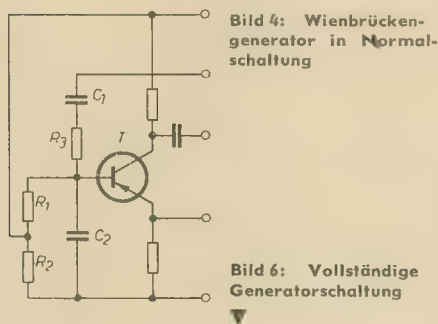 Bild 4: Wienbrücken-
generator in Normal-
schaltung
C1
R3
T
R1
C2
R2
Bild 6: Vollständige
Generatorschaltung